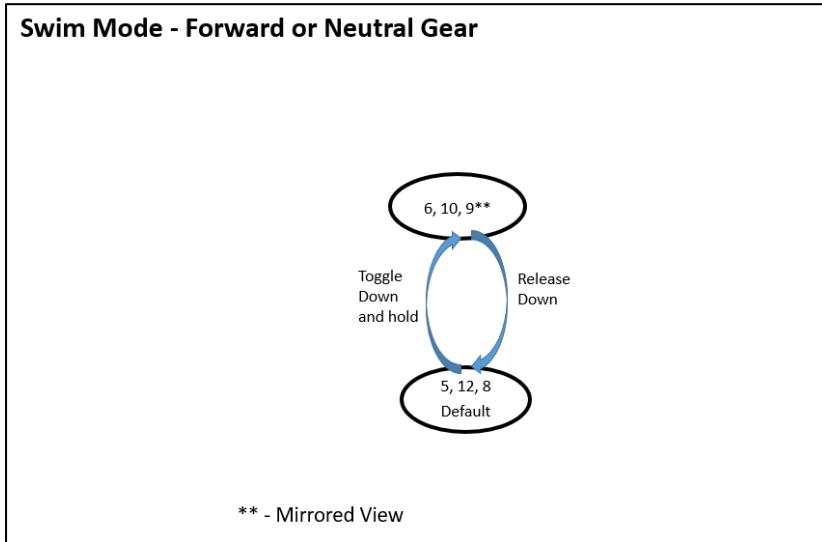 Swim Mode - Forward or Neutral Gear
6, 10, 9**
Toggle
Down
and hold
Release
Down
5, 12, 8
Default
** - Mirrored View